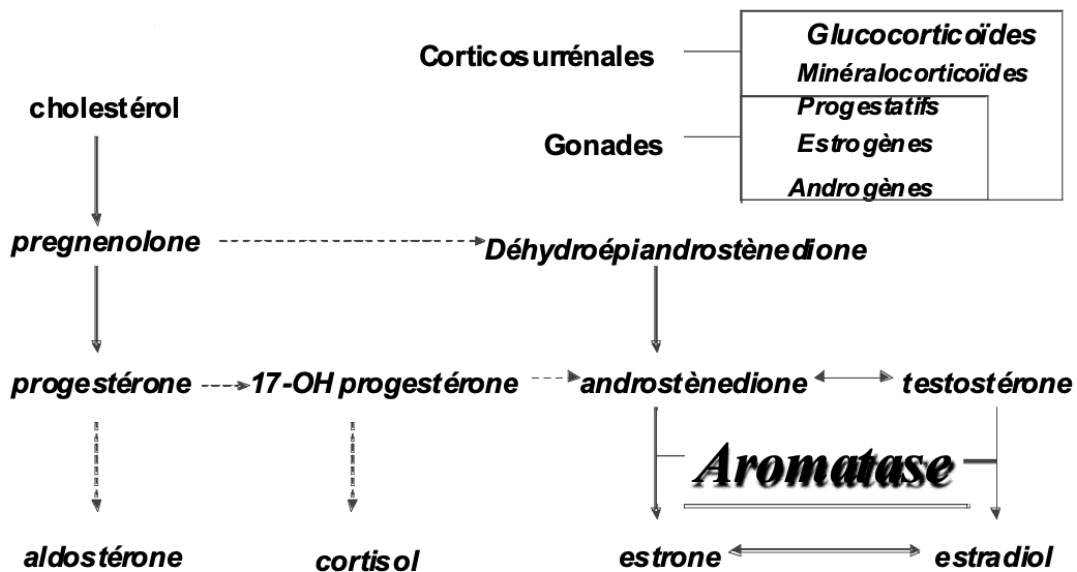 Corticosurrénales
Glucocorticoïdes
Minéralocorticoïdes
Progestatifs
Estrogènes
Androgènes
Gonades
cholestérol
pregnenolone
Déhydroépiandrostènedione
progestérone
17-OH progestérone
androstènedione
testostérone
Aromatase
aldostérone
cortisol
estrone
estradiol